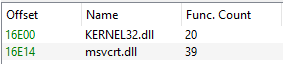 Offset Name Func. Count
16E00 KERNEL32.dll 20
16E14 msvcrt.dll 39